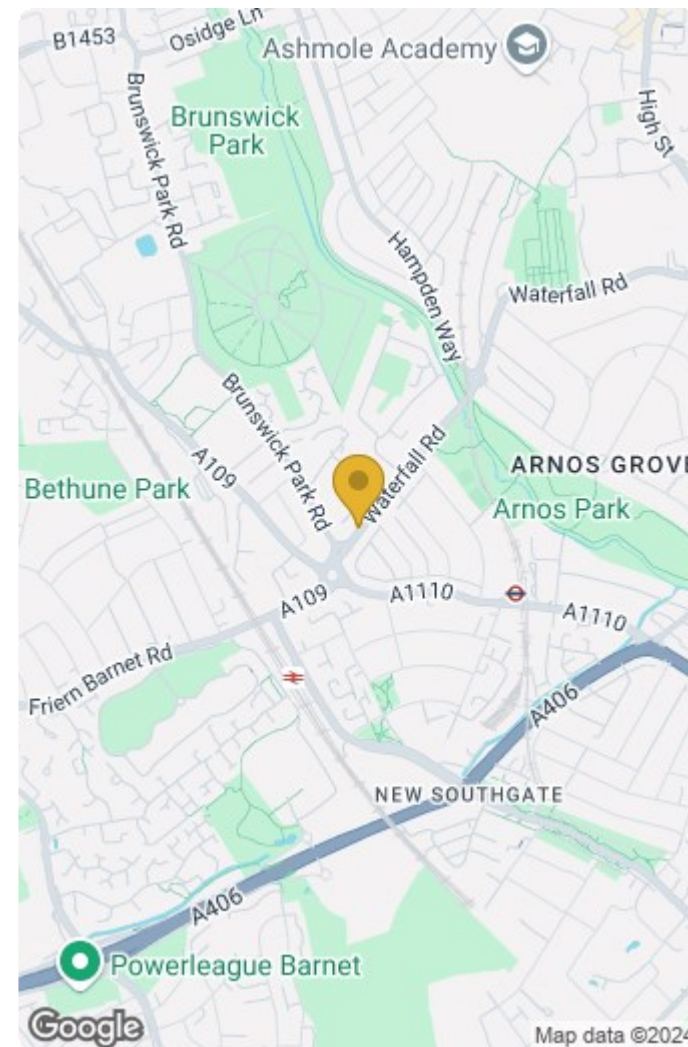 B1453
Osidge Ln
Ashmole Academy
High St
Brunswick
Park
Brunswick Park Rd
Hampden Way
Waterfall Rd
Brunswick Park Rd
Waterfall Rd
A109
ARNOS GROVE
Bethune Park
Arnos Park
A109
A1110
A1110
Friern Barnet Rd
A406
NEW SOUTHGATE
A406
Powerleague Barnet
Google
Map data ©2024